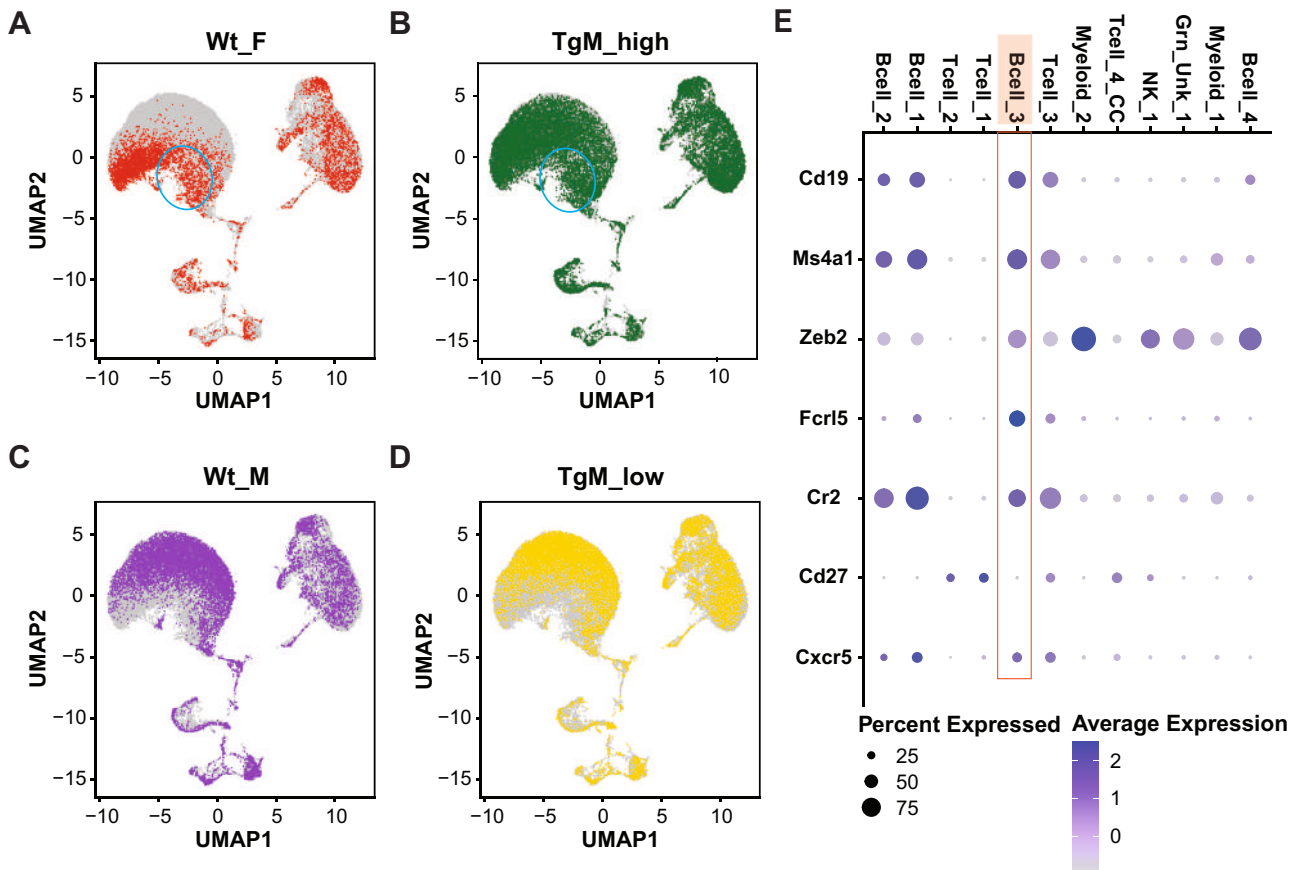 A
Wt_F
UMAP2
5
0
−5
−10
−15
−10
−5
0
5
10
UMAP1
B
TgM_high
UMAP2
5
0
−5
−10
−15
−10
−5
0
5
10
UMAP1
C
Wt_M
UMAP2
5
0
−5
−10
−15
−10
−5
0
5
10
UMAP1
D
TgM_low
UMAP2
5
0
−5
−10
−15
−10
−5
0
5
10
UMAP1
E
Bcell_2
Bcell_1
Tcell_2
Tcell_1
Bcell_3
Tcell_3
Myeloid_2
Tcell_4_CC
NK_1
Grn_Unk_1
Myeloid_1
Bcell_4
Cd19
Ms4a1
Zeb2
Fcrl5
Cr2
Cd27
Cxcr5
Percent Expressed
25
50
75
Average Expression
2
1
0